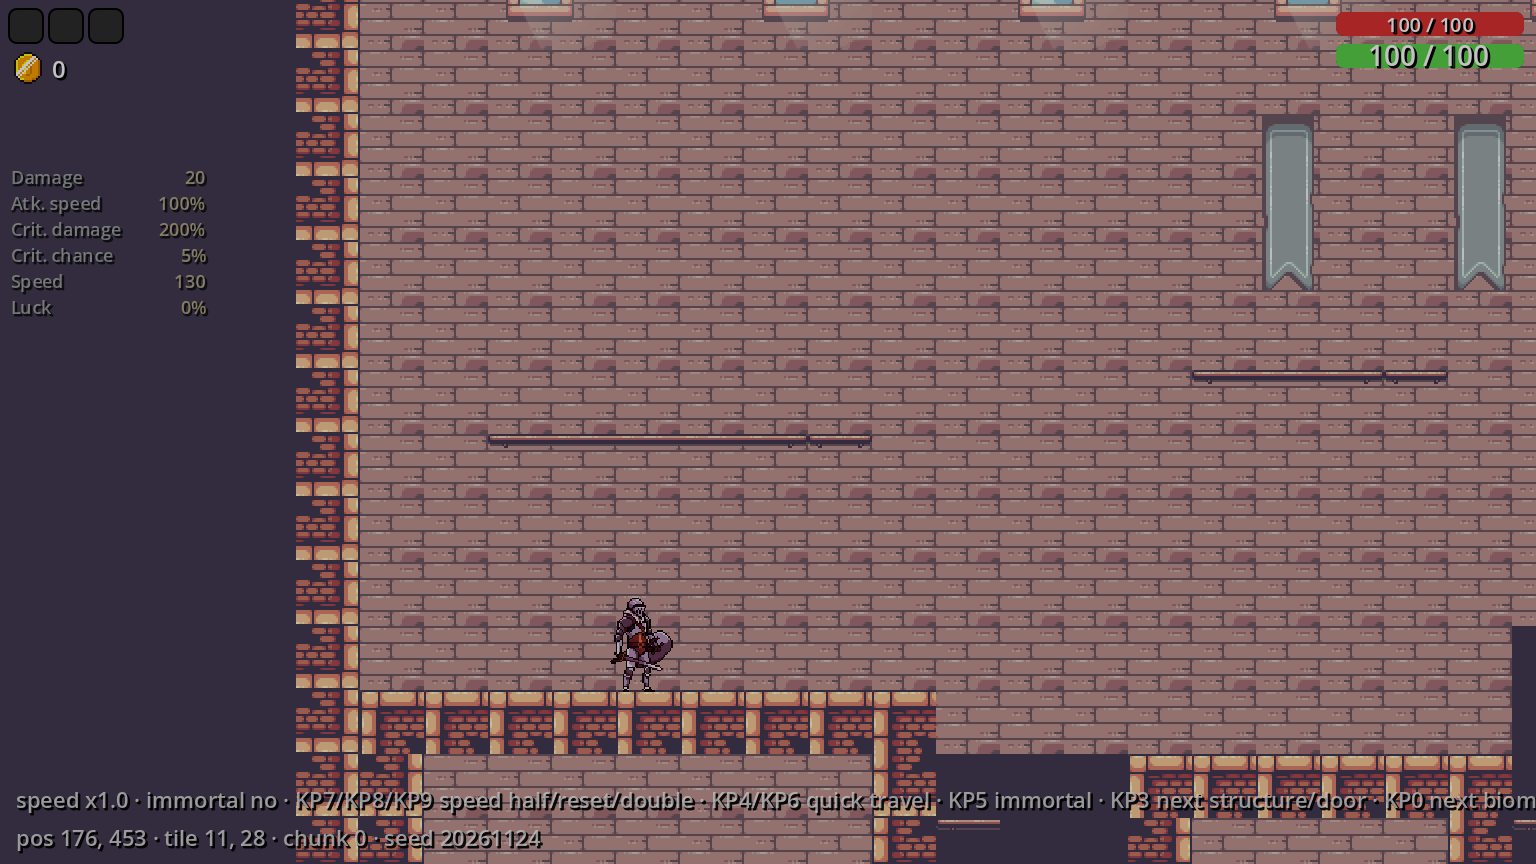 100 / 100
100 / 100
0
Damage 20
Atk. speed 100%
Crit. damage 200%
Crit. chance 5%
Speed 130
Luck 0%
speed x1.0 · immortal no · KP7/KP8/KP9 speed half/reset/double · KP4/KP6 quick travel · KP5 immortal · KP3 next structure/door · KP0 next biom
pos 176, 453 · tile 11, 28 · chunk 0 · seed 20261124